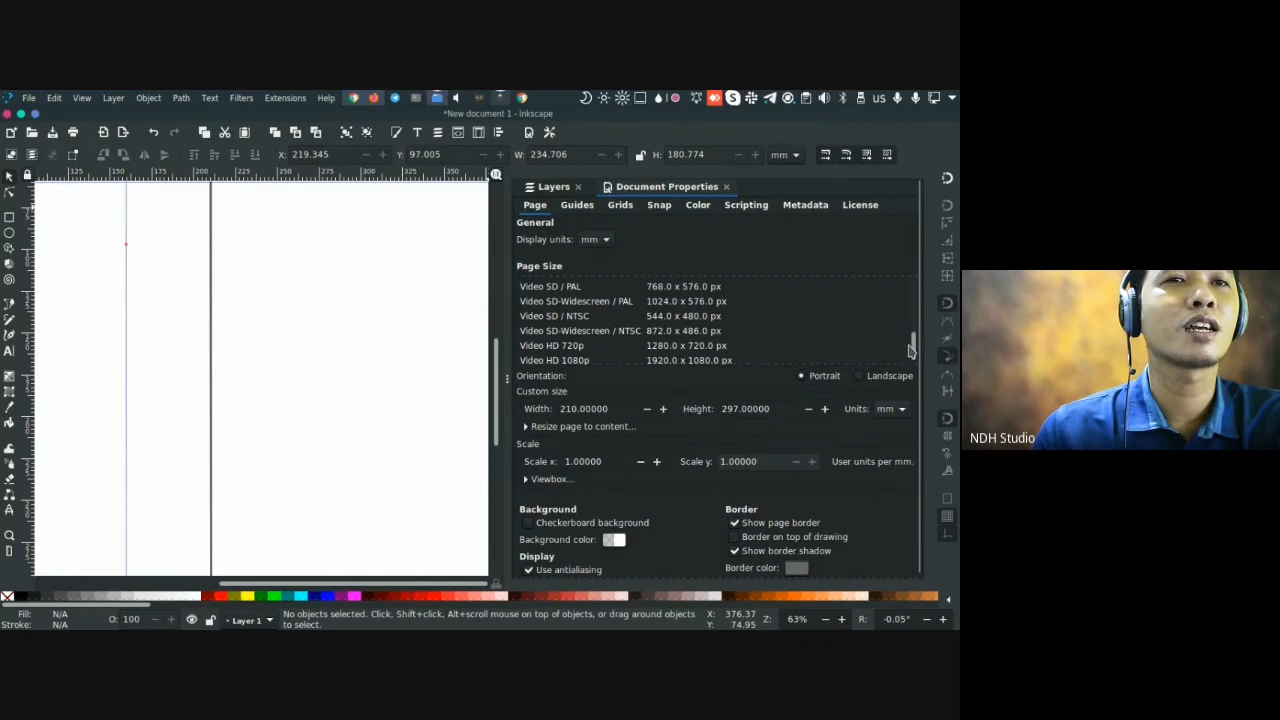 File Edit View Layer Object Path Text Filters Extensions Help US
*New document 1 - Inkscape
X: 219.345 Y: 97.005 W: 234.706 H: 180.774 mm
125 150 200 225 250 300 350
Layers Document Properties
Page Guides Grids Snap Color Scripting Metadata License
General
Display units: mm
Page Size
Video SD / PAL 768.0 x 576.0 px
Video SD-Widescreen / PAL 1024.0 x 576.0 px
Video SD / NTSC 544.0 x 480.0 px
Video SD-Widescreen / NTSC 872.0 x 486.0 px
Video HD 720p 1280.0 x 720.0 px
Video HD 1080p 1920.0 x 1080.0 px
Orientation: Portrait Landscape
Custom size
Width: 210.00000 Height: 297.00000 Units: mm
Resize page to content...
Scale
Scale x: 1.00000 Scale y: 1.00000 User units per mm.
Viewbox...
Background Border
Checkerboard background Show page border
Background color: Border on top of drawing
Display Show border shadow
Use antialiasing Border color:
NDH Studio
Fill: N/A
Stroke: N/A
O: 100
Layer 1
No objects selected. Click, Shift+click, Alt+scroll mouse on top of objects, or drag around objects
to select.
X: 376.37
Y: 74.95
Z: 63% R: -0.05°